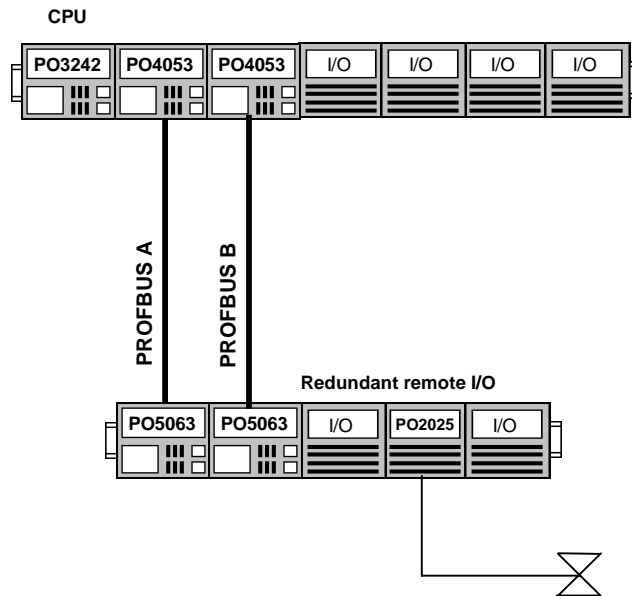 CPU
PO3242 PO4053 PO4053 I/O I/O I/O I/O
PROFBUS A
PROFBUS B
Redundant remote I/O
PO5063 PO5063 I/O PO2025 I/O